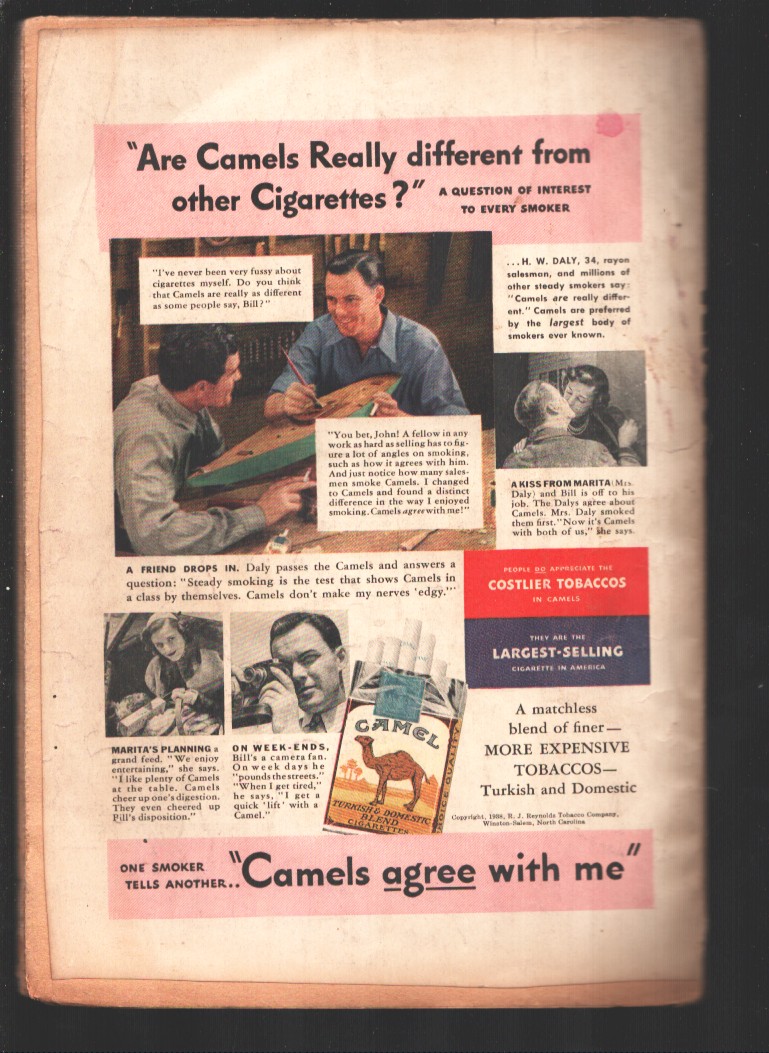 "Are Camels Really different from
other Cigarettes?"
A QUESTION OF INTEREST
TO EVERY SMOKER
"I've never been very fussy about
cigarettes myself. Do you think
that Camels are really as different
as some people say, Bill?"
...H. W. DALY, 34, rayon
salesman, and millions of
other steady smokers say:
"Camels are really differ-
ent." Camels are preferred
by the largest body of
smokers ever known.
"You bet, John! A fellow in any
work as hard as selling has to fig-
ure a lot of angles on smoking,
such as how it agrees with him.
And just notice how many sales-
men smoke Camels. I changed
to Camels and found a distinct
difference in the way I enjoyed
smoking. Camels agree with me!"
A KISS FROM MARITA (Mrs.
Daly) and Bill is off to his
job. The Dalys agree about
Camels. Mrs. Daly smoked
them first. "Now it's Camels
with both of us," she says.
A FRIEND DROPS IN. Daly passes the Camels and answers a
question: "Steady smoking is the test that shows Camels in
a class by themselves. Camels don't make my nerves 'edgy.'"
PEOPLE DO APPRECIATE THE
COSTLIER TOBACCOS
IN CAMELS
THEY ARE THE
LARGEST-SELLING
CIGARETTE IN AMERICA
MARITA'S PLANNING a
grand feed. "We enjoy
entertaining," she says.
"I like plenty of Camels
at the table. Camels
cheer up one's digestion.
They even cheered up
Bill's disposition."
ON WEEK-ENDS,
Bill's a camera fan.
On week days he
"pounds the streets."
"When I get tired,"
he says, "I get a
quick 'lift' with a
Camel."
CAMEL
TURKISH & DOMESTIC
BLEND
CIGARETTES
CHOICE QUALITY
A matchless
blend of finer—
MORE EXPENSIVE
TOBACCOS—
Turkish and Domestic
Copyright, 1938, R. J. Reynolds Tobacco Company,
Winston-Salem, North Carolina
ONE SMOKER
TELLS ANOTHER..
"Camels agree with me"